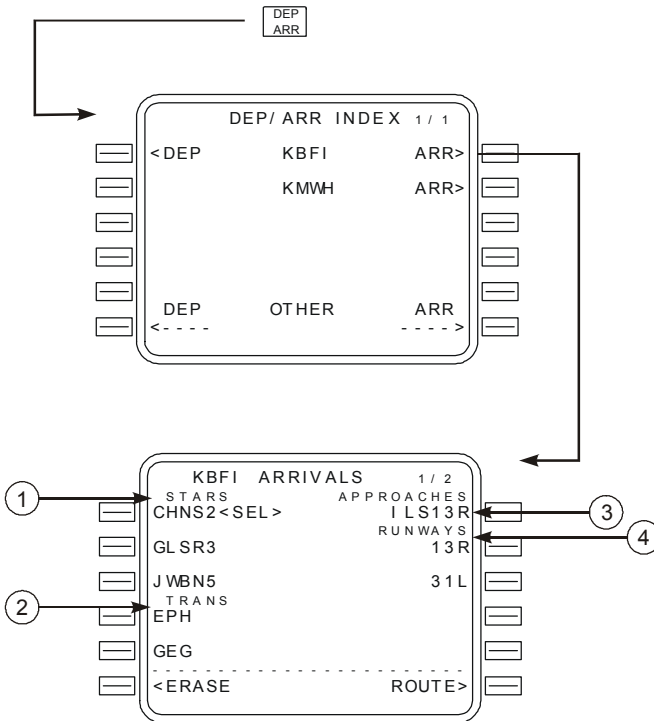 DEP
ARR
DEP/ ARR INDEX 1 / 1
<DEP KBFI ARR>
KMWH ARR>
DEP OTHER ARR
<- - - - - - - ->
KBFI ARRIVALS 1 / 2
STARS APPROACHES
1 CHNS2<SEL> ILS13R 3
RUNWAYS 4
GLSR3 13R
JWBN5 31L
2 TRANS
EPH
GEG
- - - - - - - - - - - - - - - - - - - - - - - -
<ERASE ROUTE>